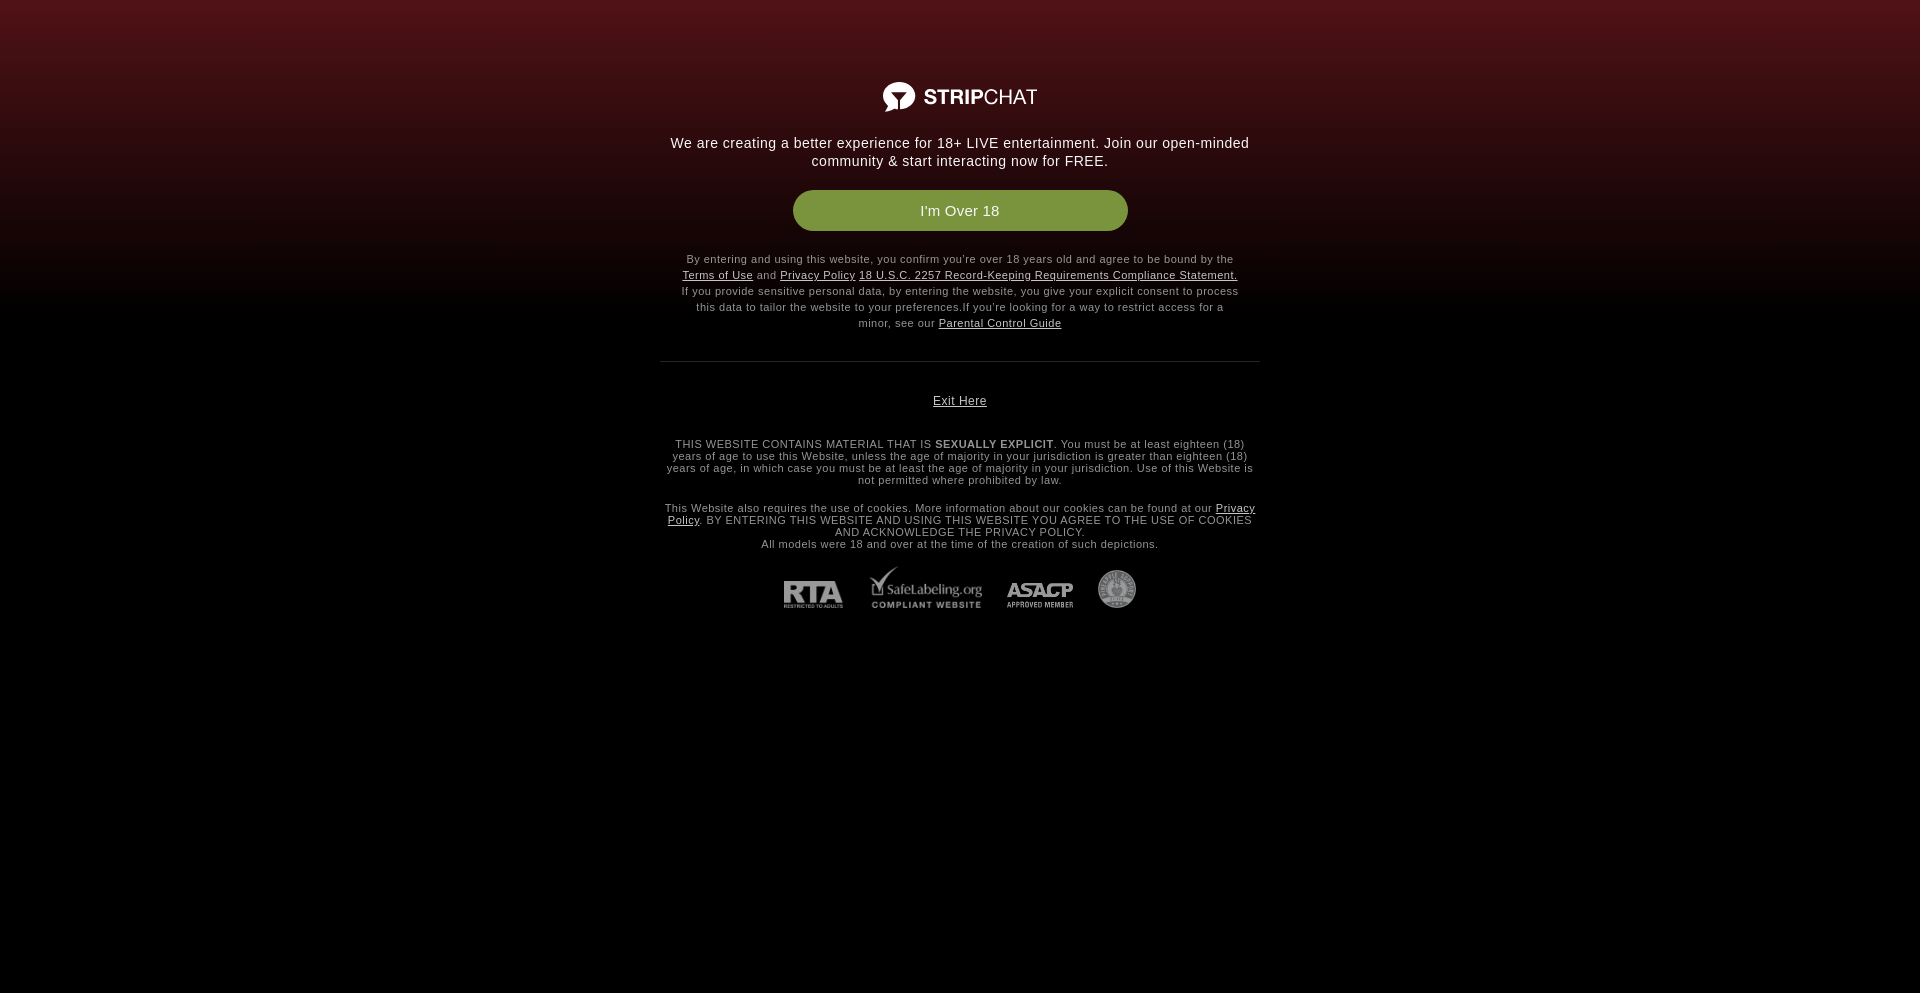 STRIPCHAT
We are creating a better experience for 18+ LIVE entertainment. Join our open-minded
community & start interacting now for FREE.
I'm Over 18
By entering and using this website, you confirm you're over 18 years old and agree to be bound by the
Terms of Use and Privacy Policy 18 U.S.C. 2257 Record-Keeping Requirements Compliance Statement.
If you provide sensitive personal data, by entering the website, you give your explicit consent to process
this data to tailor the website to your preferences.If you're looking for a way to restrict access for a
minor, see our Parental Control Guide
Exit Here
THIS WEBSITE CONTAINS MATERIAL THAT IS SEXUALLY EXPLICIT. You must be at least eighteen (18)
years of age to use this Website, unless the age of majority in your jurisdiction is greater than eighteen (18)
years of age, in which case you must be at least the age of majority in your jurisdiction. Use of this Website is
not permitted where prohibited by law.
This Website also requires the use of cookies. More information about our cookies can be found at our Privacy
Policy. BY ENTERING THIS WEBSITE AND USING THIS WEBSITE YOU AGREE TO THE USE OF COOKIES
AND ACKNOWLEDGE THE PRIVACY POLICY.
All models were 18 and over at the time of the creation of such depictions.
RTA
RESTRICTED TO ADULTS
SafeLabeling.org
COMPLIANT WEBSITE
ASACP
APPROVED MEMBER